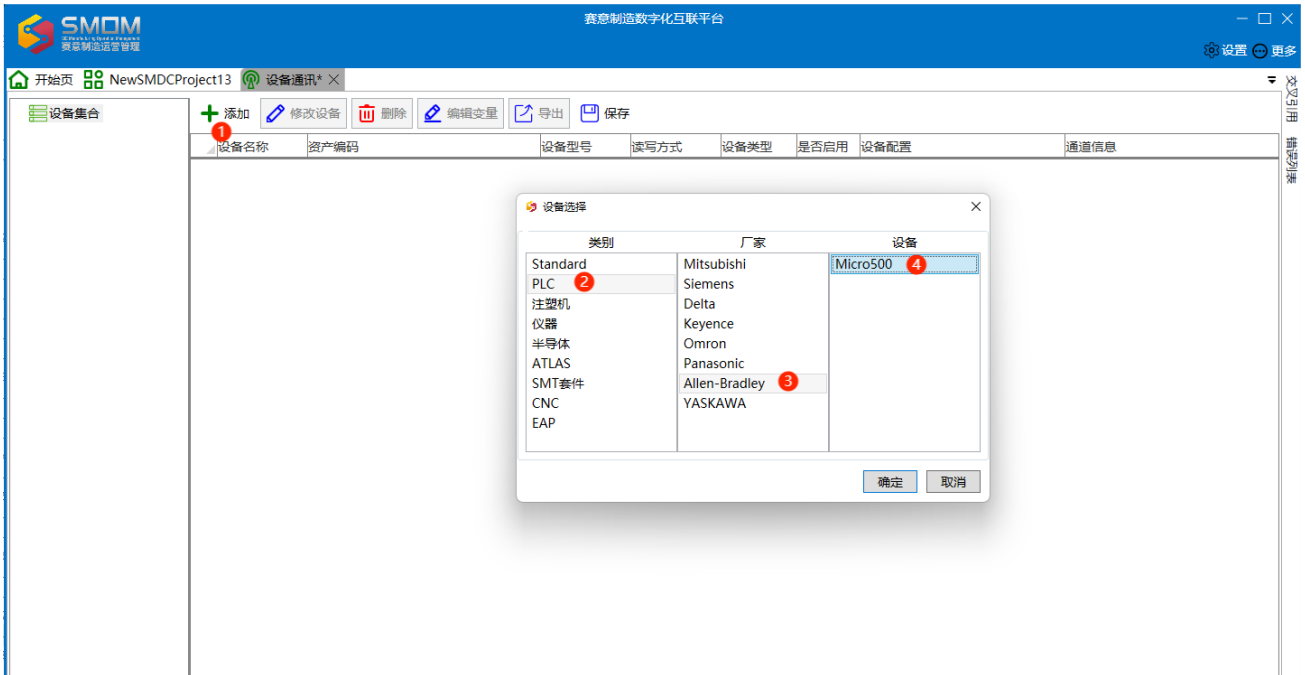 赛意制造数字化互联平台
SMOM
赛意制造运营管理
设置 更多
开始页 NewSMDCProject13 设备通讯*
交叉引用
错误列表
设备集合
添加 修改设备 删除 编辑变量 导出 保存
1
设备名称 资产编码 设备型号 读写方式 设备类型 是否启用 设备配置 通道信息
设备选择
类别 厂家 设备
Standard Mitsubishi Micro500 4
PLC 2 Siemens
注塑机 Delta
仪器 Keyence
半导体 Omron
ATLAS Panasonic
SMT套件 Allen-Bradley 3
CNC YASKAWA
EAP
确定 取消